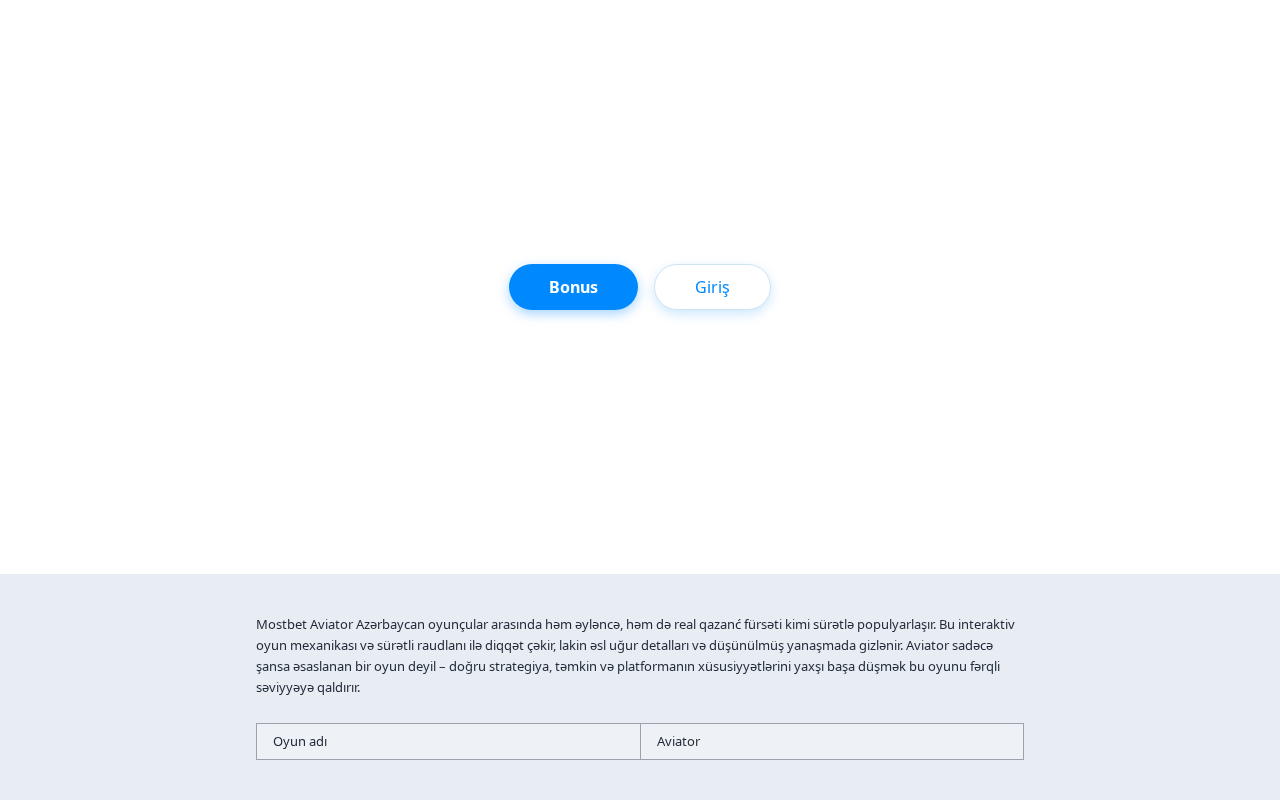 Bonus
Giriş
Mostbet Aviator Azərbaycan oyunçular arasında həm əyləncə, həm də real qazanć fürsəti kimi sürətlə populyarlaşır. Bu interaktiv
oyun mexanikası və sürətli raudlanı ilə diqqət çəkir, lakin əsl uğur detalları və düşünülmüş yanaşmada gizlənir. Aviator sadəcə
şansa əsaslanan bir oyun deyil – doğru strategiya, təmkin və platformanın xüsusiyyətlərini yaxşı başa düşmək bu oyunu fərqli
səviyyəyə qaldırır.
Oyun adı
Aviator